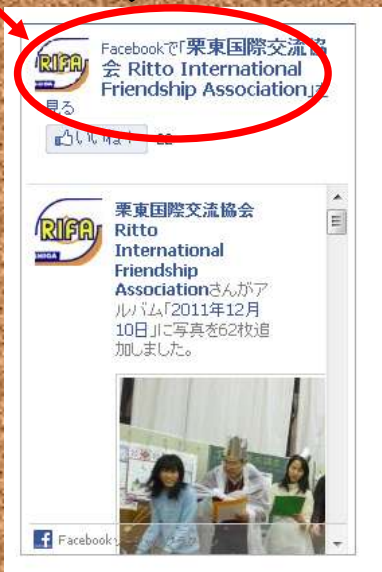 RIFA
Facebookで「栗東国際交流協
会 Ritto International
Friendship Association」を
見る
いいね！
RIFA
SHIGA
栗東国際交流協会
Ritto
International
Friendship
Associationさんがア
ルバム「2011年12月
10日」に写真を62枚追
加しました。
Facebook